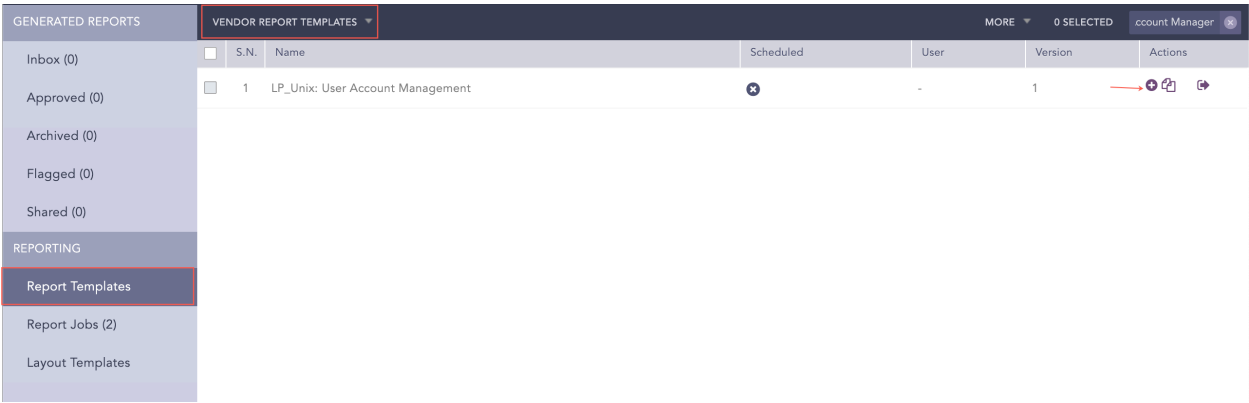 GENERATED REPORTS
Inbox (0)
Approved (0)
Archived (0)
Flagged (0)
Shared (0)
REPORTING
Report Templates
Report Jobs (2)
Layout Templates
VENDOR REPORT TEMPLATES MORE 0 SELECTED ccount Manager
S.N. Name Scheduled User Version Actions
1 LP_Unix: User Account Management - 1